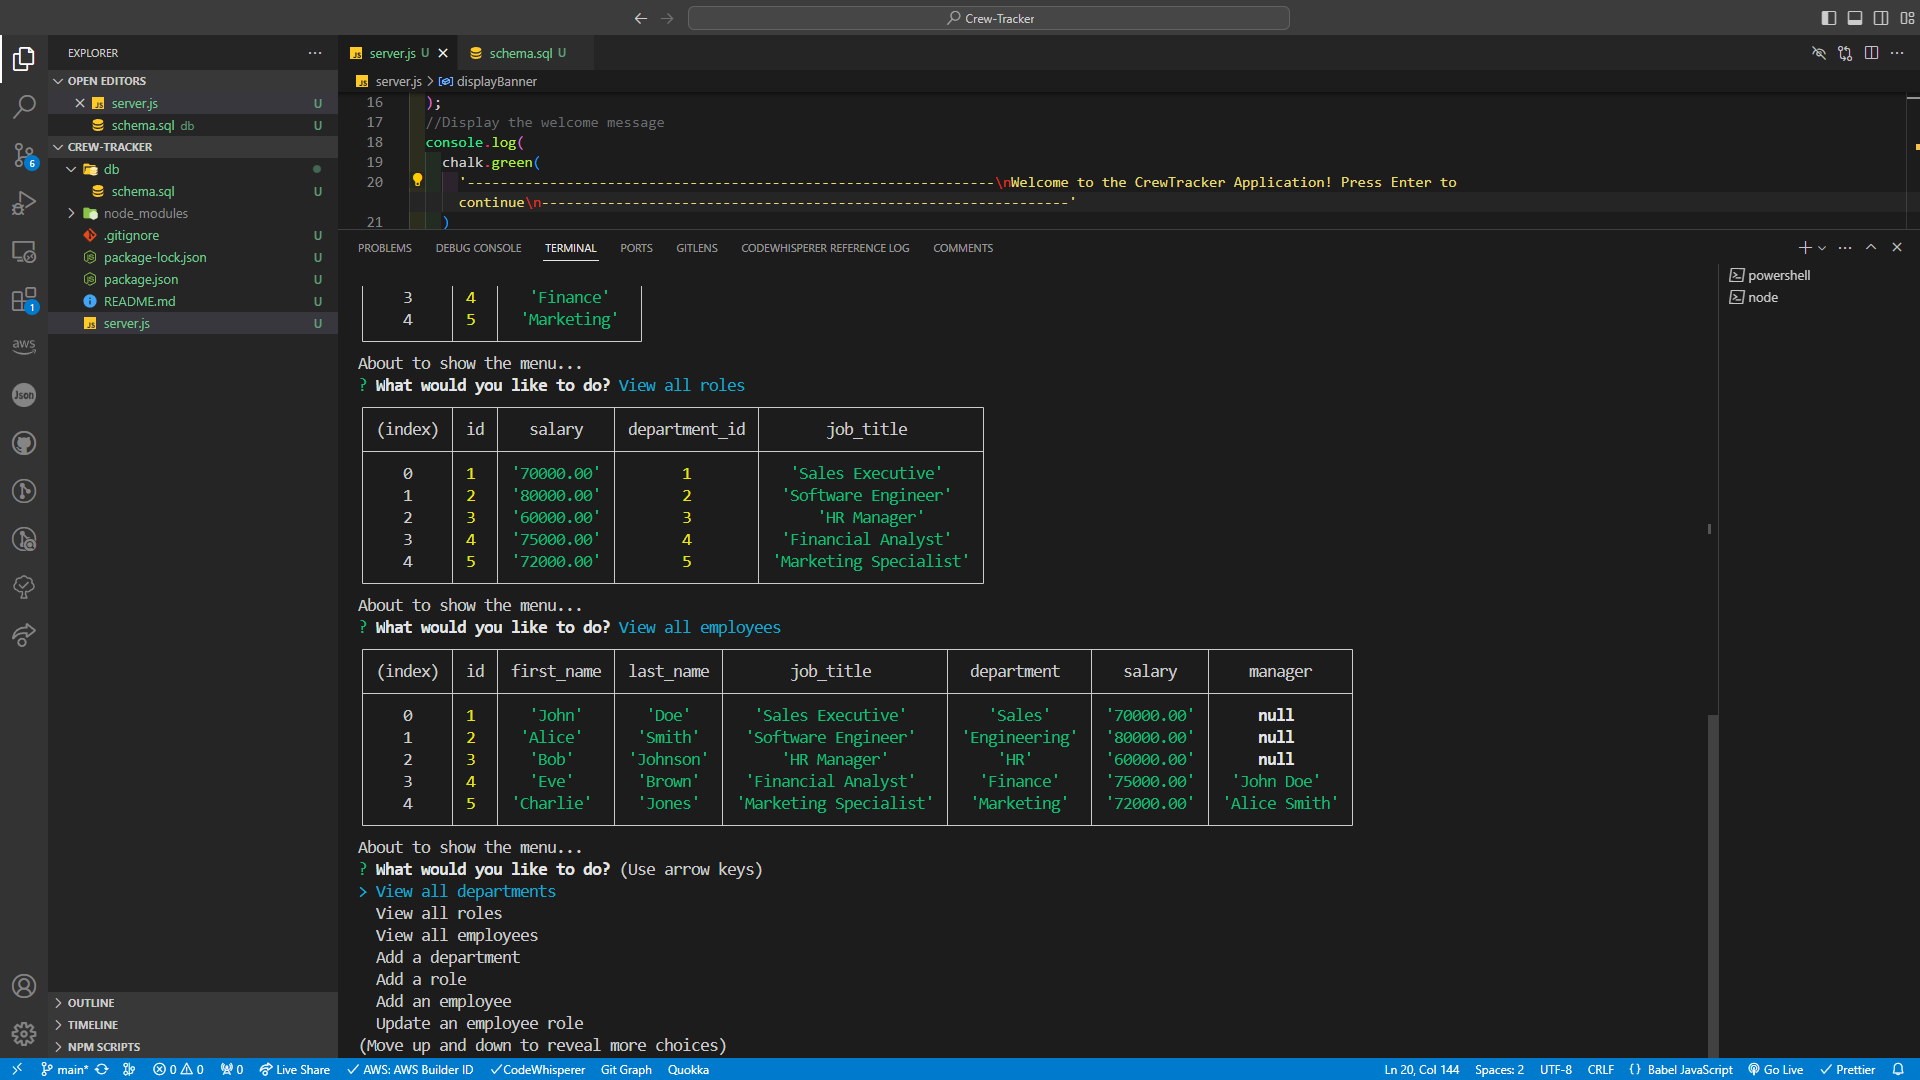 Crew-Tracker
EXPLORER
OPEN EDITORS
server.js U
schema.sql db U
CREW-TRACKER
db
schema.sql U
node_modules
.gitignore U
package-lock.json U
package.json U
README.md U
server.js U
OUTLINE
TIMELINE
NPM SCRIPTS
6
1
aws
Json
server.js U
schema.sql U
server.js > displayBanner
16 );
17 //Display the welcome message
18 console.log(
19 chalk.green(
20 '----------------------------------------------------------------\nWelcome to the CrewTracker Application! Press Enter to
continue\n----------------------------------------------------------------'
21 )
PROBLEMS DEBUG CONSOLE TERMINAL PORTS GITLENS CODEWHISPERER REFERENCE LOG COMMENTS
powershell
node
3 4 'Finance'
4 5 'Marketing'
About to show the menu...
? What would you like to do? View all roles
(index) id salary department_id job_title
0 1 '70000.00' 1 'Sales Executive'
1 2 '80000.00' 2 'Software Engineer'
2 3 '60000.00' 3 'HR Manager'
3 4 '75000.00' 4 'Financial Analyst'
4 5 '72000.00' 5 'Marketing Specialist'
About to show the menu...
? What would you like to do? View all employees
(index) id first_name last_name job_title department salary manager
0 1 'John' 'Doe' 'Sales Executive' 'Sales' '70000.00' null
1 2 'Alice' 'Smith' 'Software Engineer' 'Engineering' '80000.00' null
2 3 'Bob' 'Johnson' 'HR Manager' 'HR' '60000.00' null
3 4 'Eve' 'Brown' 'Financial Analyst' 'Finance' '75000.00' 'John Doe'
4 5 'Charlie' 'Jones' 'Marketing Specialist' 'Marketing' '72000.00' 'Alice Smith'
About to show the menu...
? What would you like to do? (Use arrow keys)
> View all departments
View all roles
View all employees
Add a department
Add a role
Add an employee
Update an employee role
(Move up and down to reveal more choices)
main* 0 0 0 Live Share AWS: AWS Builder ID CodeWhisperer Git Graph Quokka Ln 20, Col 144 Spaces: 2 UTF-8 CRLF {} Babel JavaScript Go Live Prettier